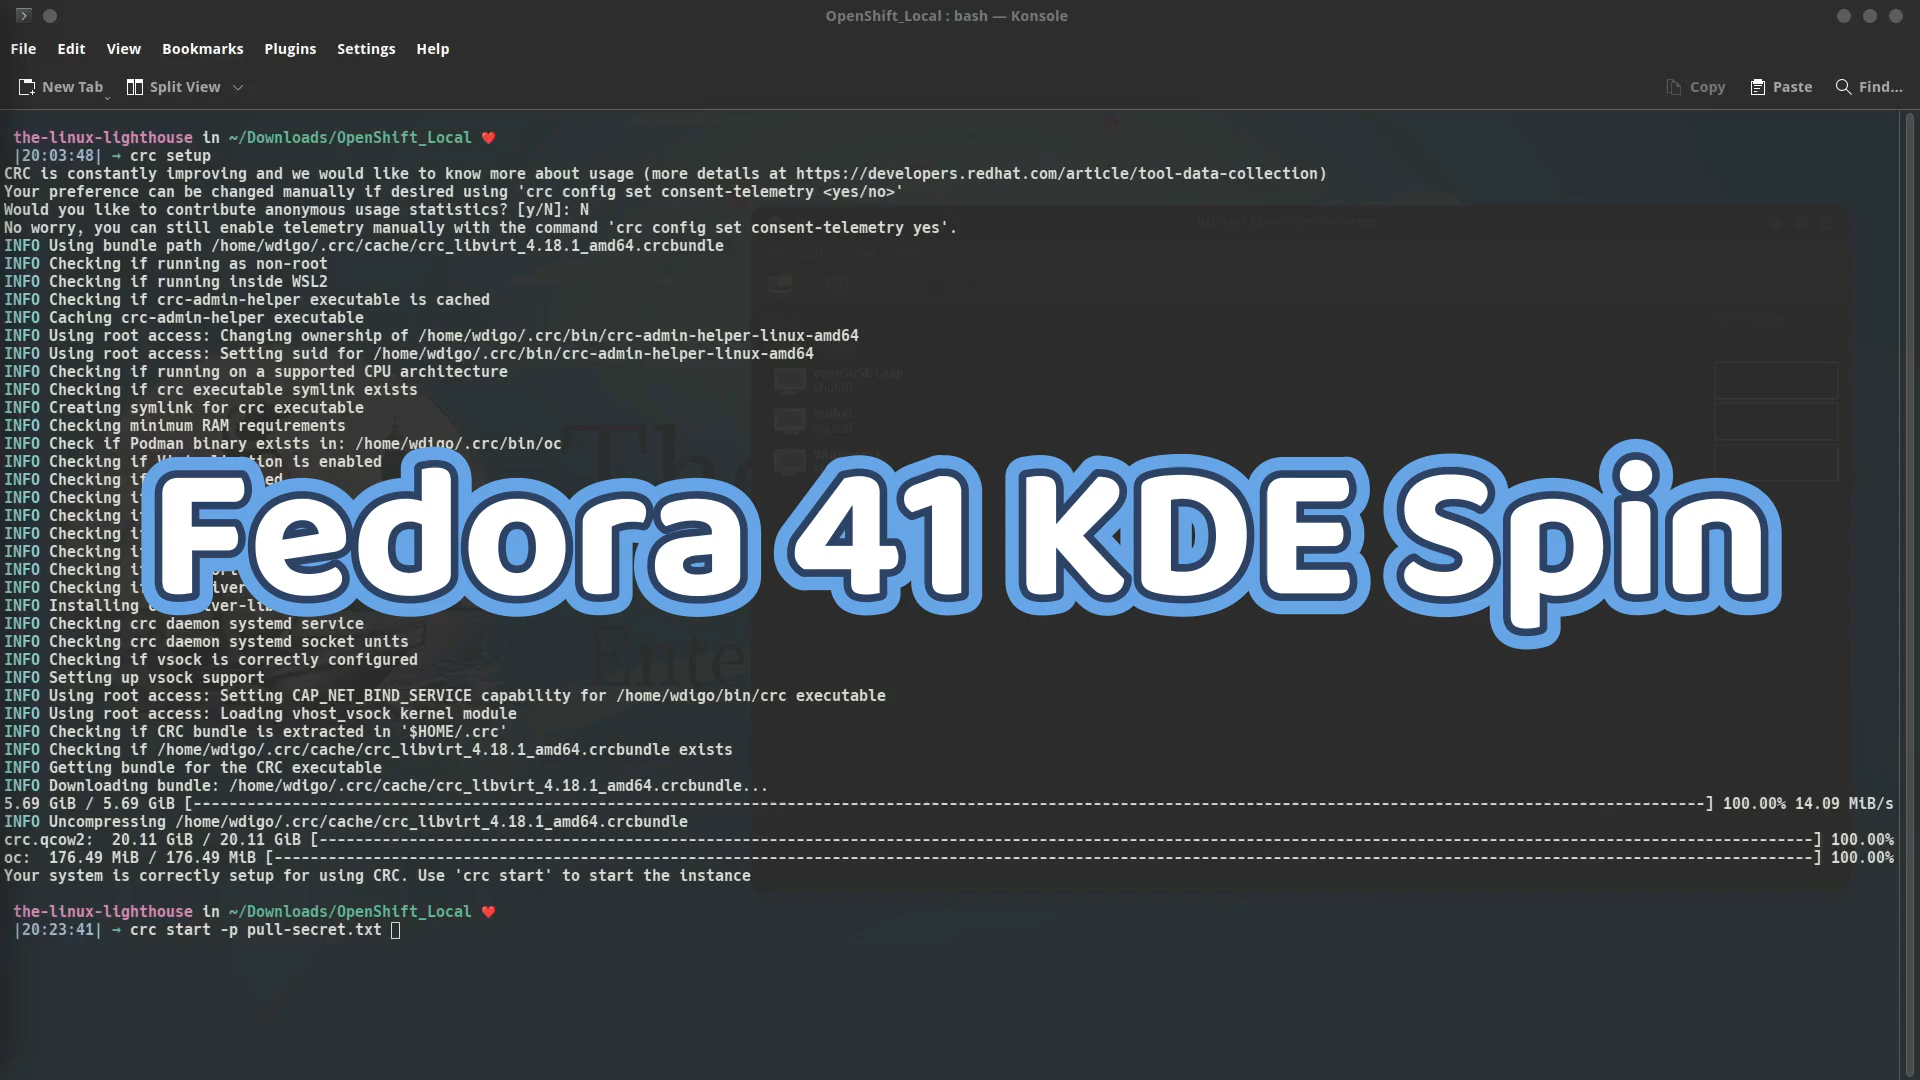 OpenShift_Local : bash — Konsole
File Edit View Bookmarks Plugins Settings Help
New Tab Split View Copy Paste Find...
the-linux-lighthouse in ~/Downloads/OpenShift_Local ❤️
|20:03:48| → crc setup
CRC is constantly improving and we would like to know more about usage (more details at https://developers.redhat.com/article/tool-data-collection)
Your preference can be changed manually if desired using 'crc config set consent-telemetry <yes/no>'
Would you like to contribute anonymous usage statistics? [y/N]: N
No worry, you can still enable telemetry manually with the command 'crc config set consent-telemetry yes'.
INFO Using bundle path /home/wdigo/.crc/cache/crc_libvirt_4.18.1_amd64.crcbundle
INFO Checking if running as non-root
INFO Checking if running inside WSL2
INFO Checking if crc-admin-helper executable is cached
INFO Caching crc-admin-helper executable
INFO Using root access: Changing ownership of /home/wdigo/.crc/bin/crc-admin-helper-linux-amd64
INFO Using root access: Setting suid for /home/wdigo/.crc/bin/crc-admin-helper-linux-amd64
INFO Checking if running on a supported CPU architecture
INFO Checking if crc executable symlink exists
INFO Creating symlink for crc executable
INFO Checking minimum RAM requirements
INFO Check if Podman binary exists in: /home/wdigo/.crc/bin/oc
INFO Checking if is enabled
INFO Checking
INFO Checking
INFO Checking
INFO Checking
INFO Checking
INFO Checking
INFO Checking
INFO Installing
Fedora 41 KDE Spin
INFO Checking crc daemon systemd service
INFO Checking crc daemon systemd socket units
INFO Checking if vsock is correctly configured
INFO Setting up vsock support
INFO Using root access: Setting CAP_NET_BIND_SERVICE capability for /home/wdigo/bin/crc executable
INFO Using root access: Loading vhost_vsock kernel module
INFO Checking if CRC bundle is extracted in '$HOME/.crc'
INFO Checking if /home/wdigo/.crc/cache/crc_libvirt_4.18.1_amd64.crcbundle exists
INFO Getting bundle for the CRC executable
INFO Downloading bundle: /home/wdigo/.crc/cache/crc_libvirt_4.18.1_amd64.crcbundle...
5.69 GiB / 5.69 GiB [----------] 100.00% 14.09 MiB/s
INFO Uncompressing /home/wdigo/.crc/cache/crc_libvirt_4.18.1_amd64.crcbundle
crc.qcow2: 20.11 GiB / 20.11 GiB [----------] 100.00%
oc: 176.49 MiB / 176.49 MiB [----------] 100.00%
Your system is correctly setup for using CRC. Use 'crc start' to start the instance
the-linux-lighthouse in ~/Downloads/OpenShift_Local ❤️
|20:23:41| → crc start -p pull-secret.txt